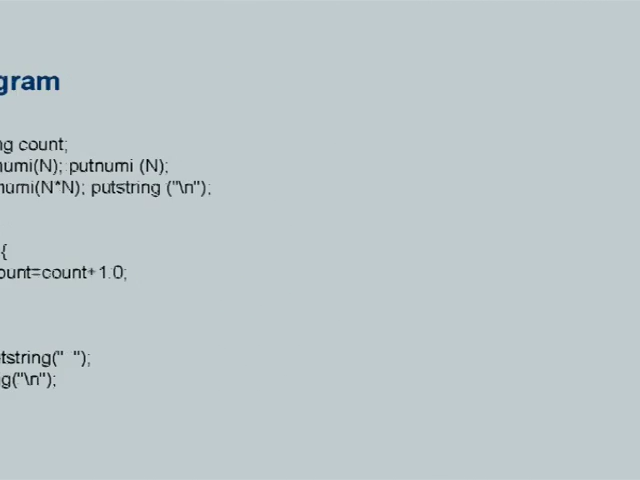 gram
ng count;
numi(N); putnumi (N);
numi(N*N); putstring ("\n");
{
ount=count+1.0;
tstring("  ");
g("\n");